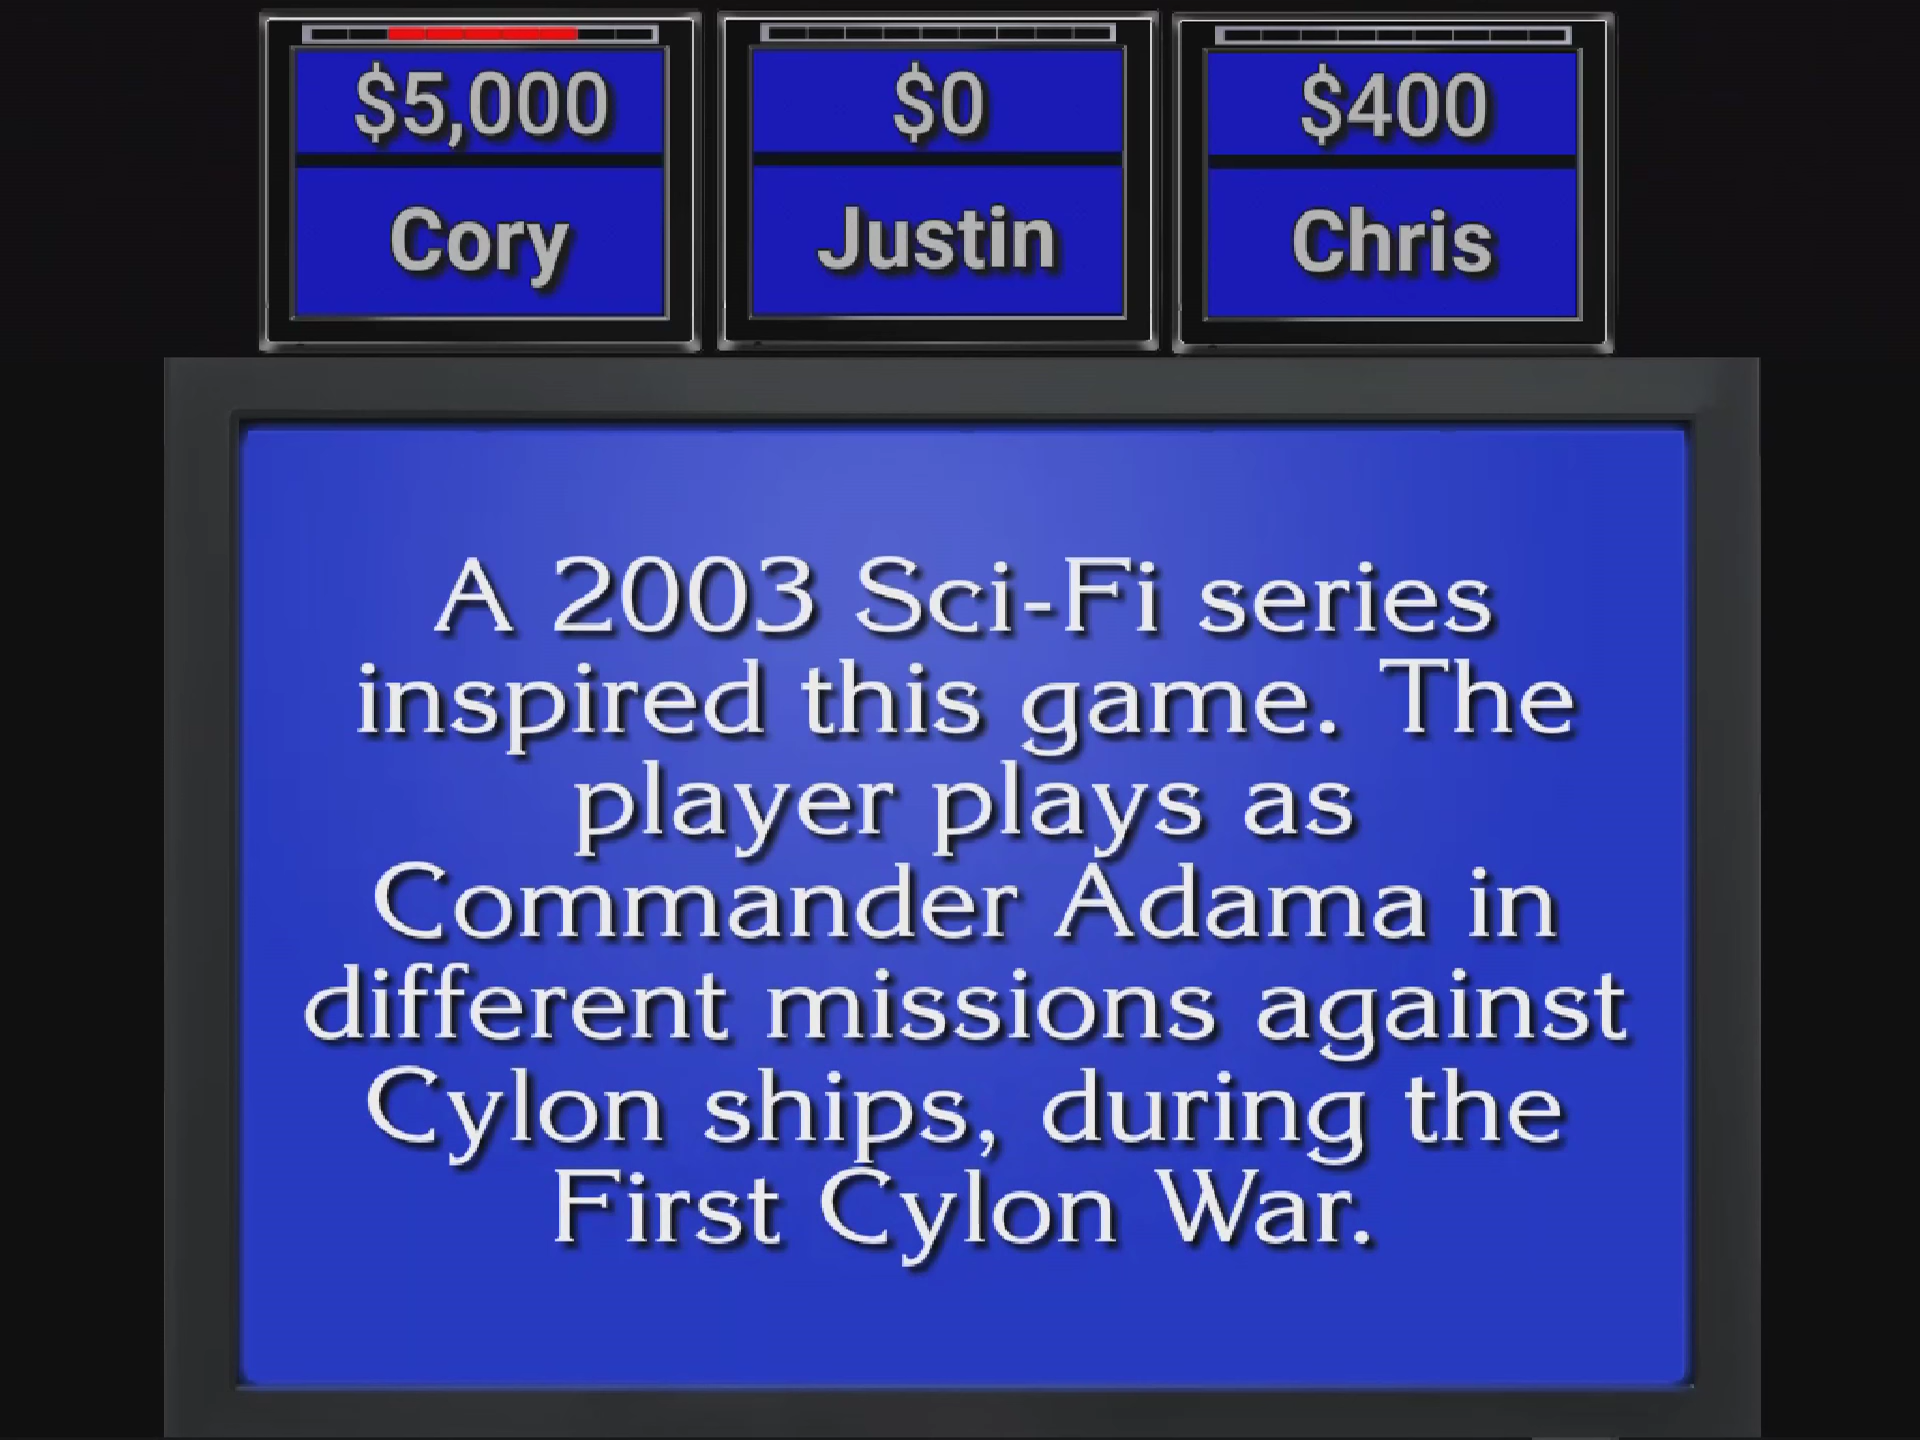 $5,000
$0
$400
Cory
Justin
Chris
A 2003 Sci-Fi series
inspired this game. The
player plays as
Commander Adama in
different missions against
Cylon ships, during the
First Cylon War.